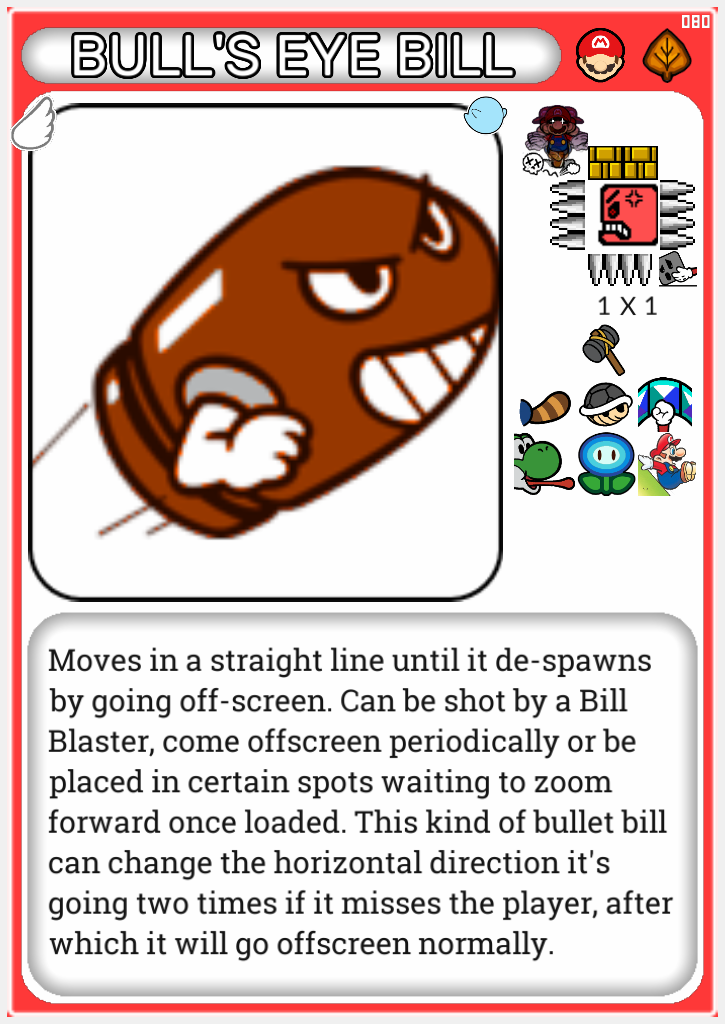 080
BULL'S EYE BILL
1 X 1
Moves in a straight line until it de-spawns
by going off-screen. Can be shot by a Bill
Blaster, come offscreen periodically or be
placed in certain spots waiting to zoom
forward once loaded. This kind of bullet bill
can change the horizontal direction it's
going two times if it misses the player, after
which it will go offscreen normally.